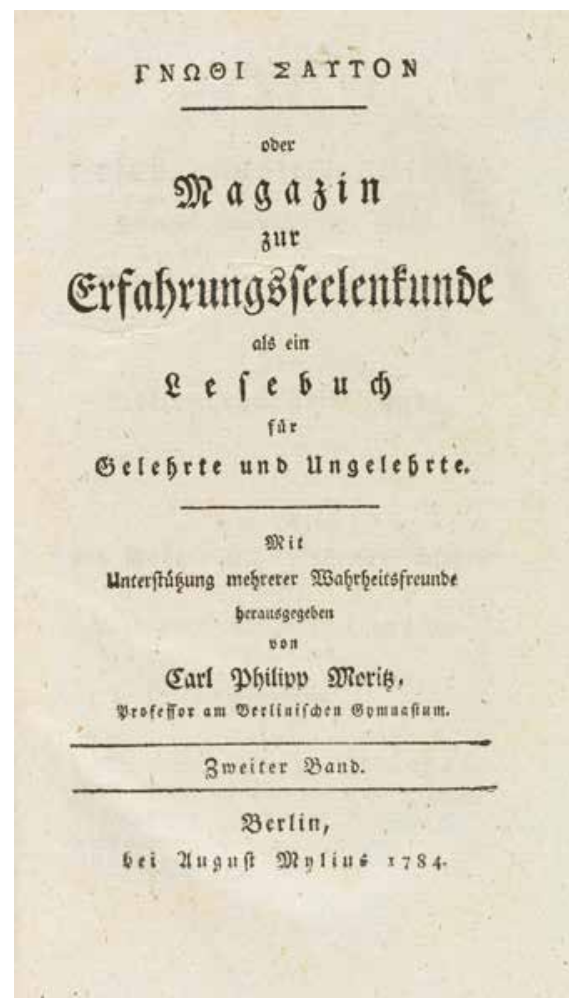 ΓΝΩΘΙ ΣΑΥΤΟΝ
oder
Magazin
zur
Erfahrungsſeelenkunde
als ein
Leſebuch
für
Gelehrte und Ungelehrte.
Mit
Unterſtützung mehrerer Wahrheitsfreunde
herausgegeben
von
Carl Philipp Moritz,
Profeſſor am Berliniſchen Gymnaſium.
Zweiter Band.
Berlin,
bei Auguſt Mylius 1784.